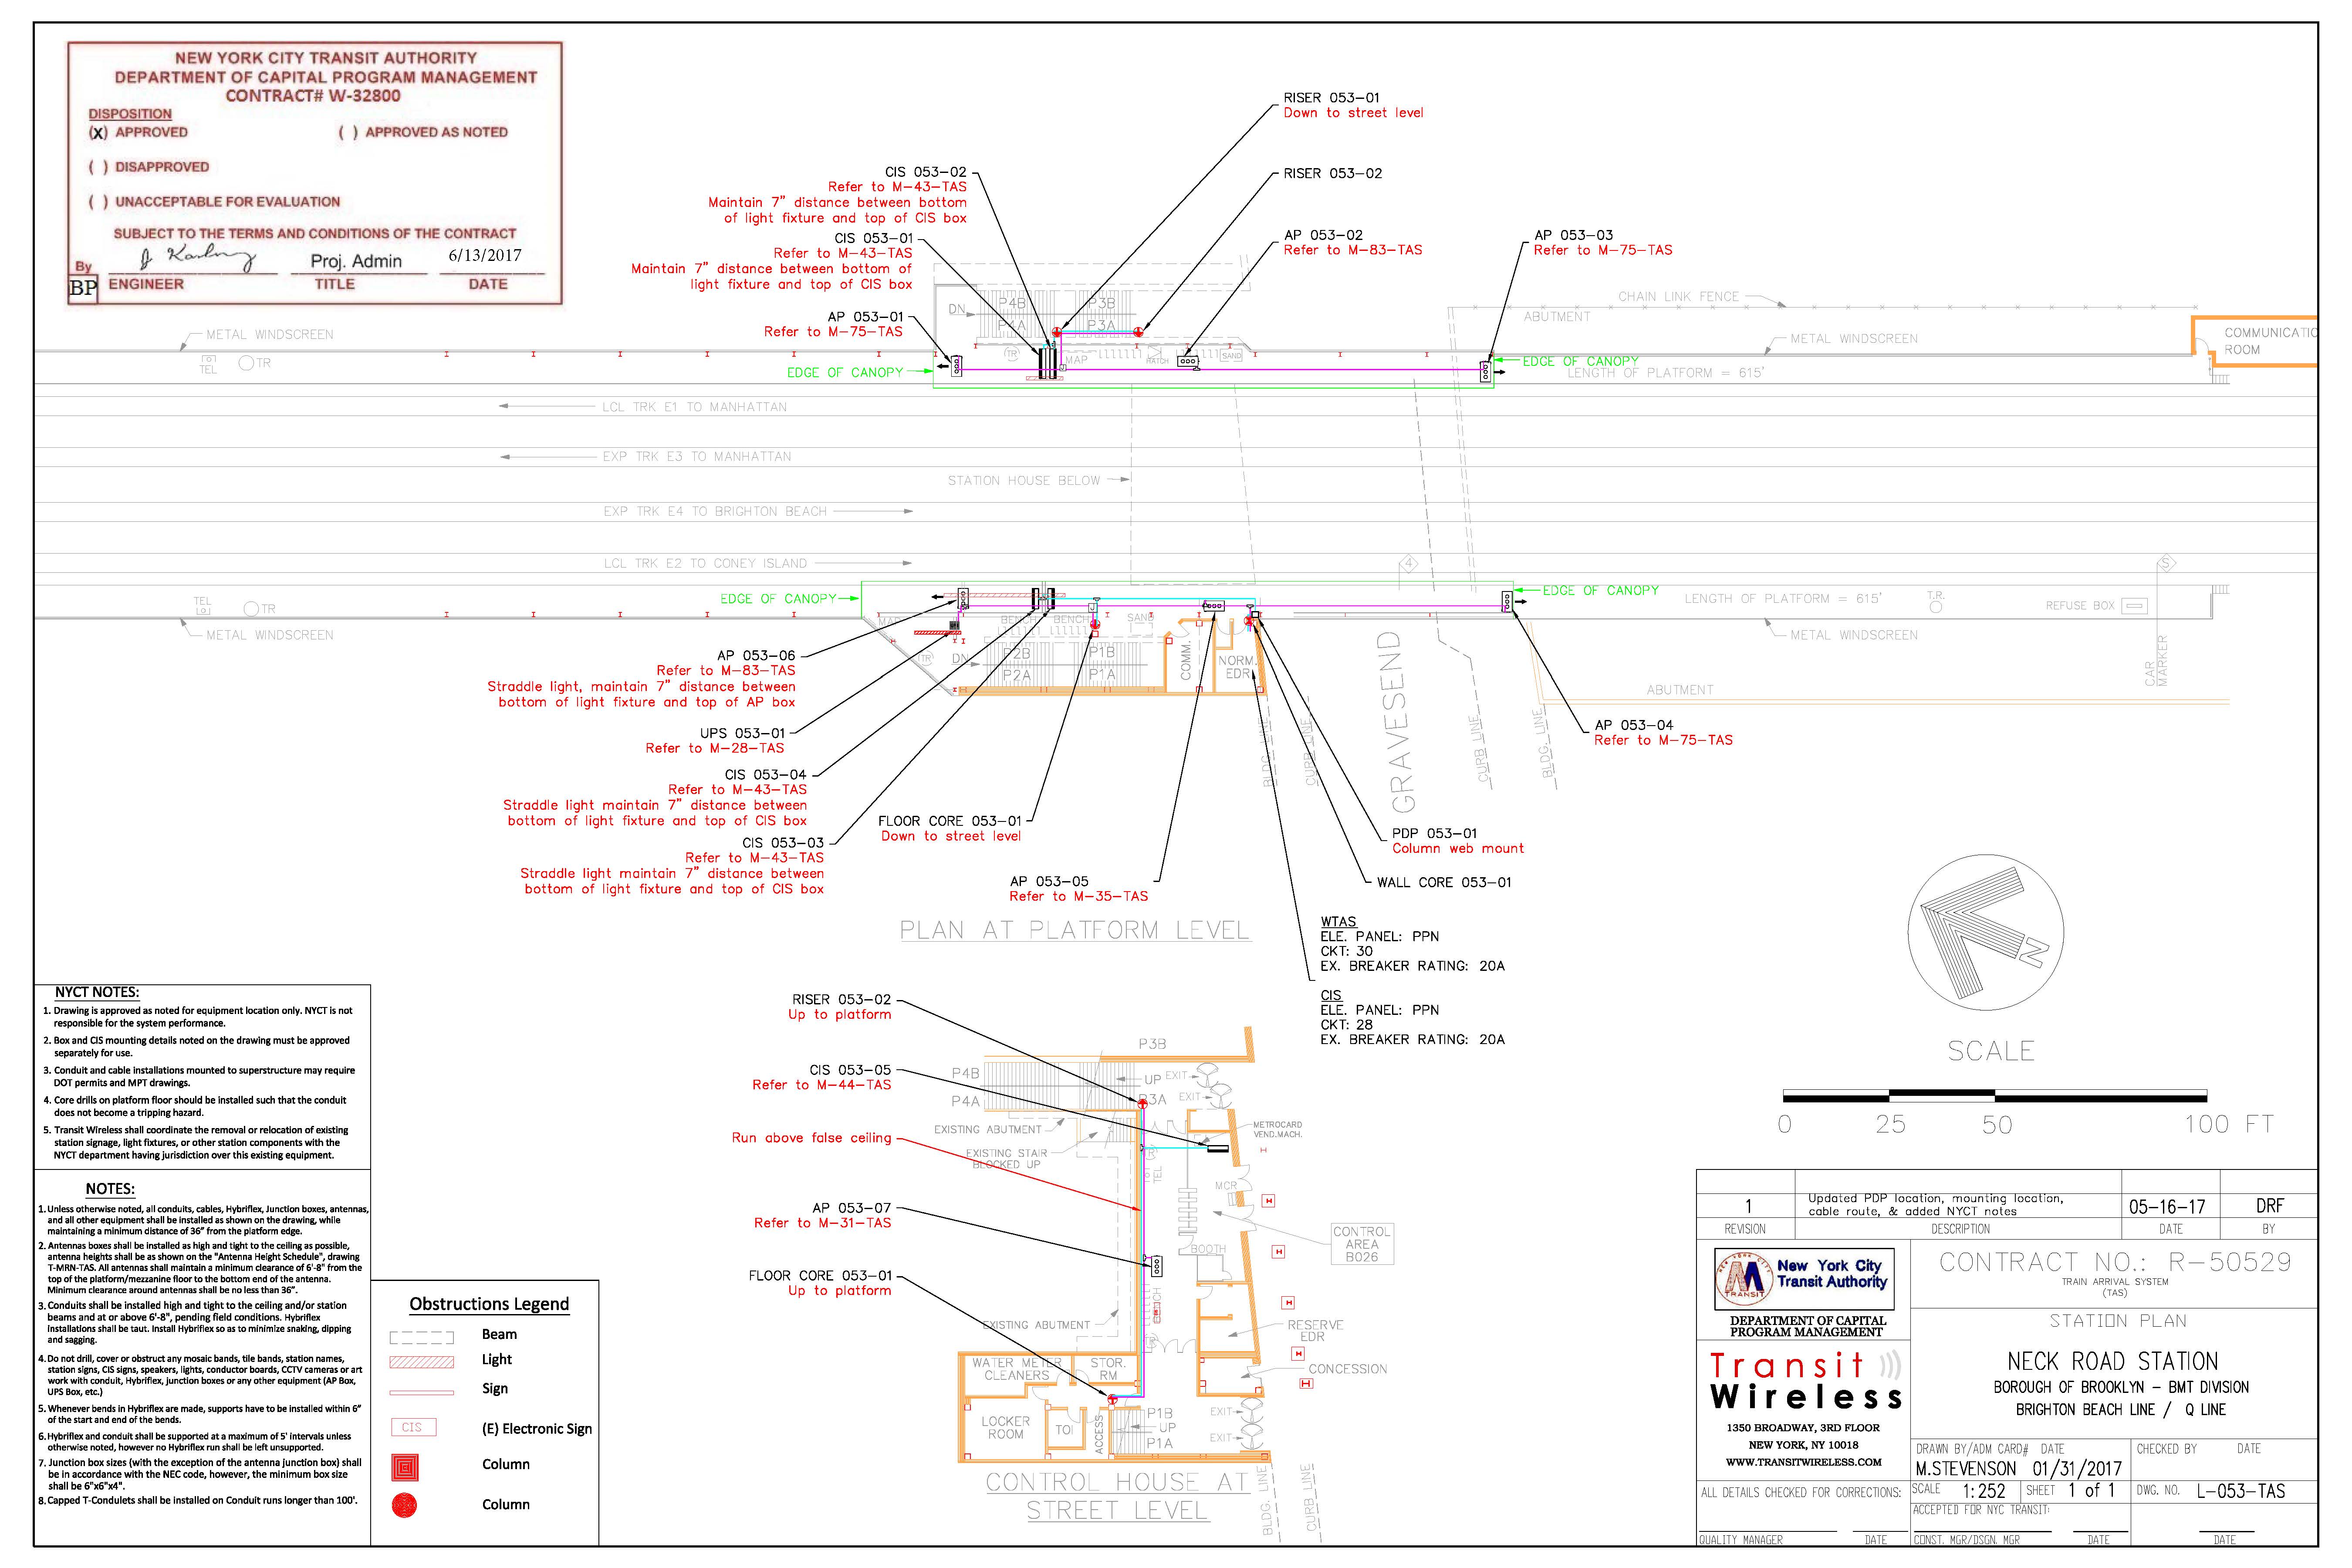 NEW YORK CITY TRANSIT AUTHORITY
DEPARTMENT OF CAPITAL PROGRAM MANAGEMENT
CONTRACT# W-32800
DISPOSITION
(X) APPROVED
( ) APPROVED AS NOTED
( ) DISAPPROVED
( ) UNACCEPTABLE FOR EVALUATION
SUBJECT TO THE TERMS AND CONDITIONS OF THE CONTRACT
By
Proj. Admin
6/13/2017
BP
ENGINEER
TITLE
DATE
RISER 053-01
Down to street level
CIS 053-02
Refer to M-43-TAS
Maintain 7" distance between bottom
of light fixture and top of CIS box
RISER 053-02
CIS 053-01
Refer to M-43-TAS
Maintain 7" distance between bottom of
light fixture and top of CIS box
AP 053-02
Refer to M-83-TAS
AP 053-03
Refer to M-75-TAS
AP 053-01
Refer to M-75-TAS
DN
P4B
P4A
P3B
P3A
CHAIN LINK FENCE
ABUTMENT
METAL WINDSCREEN
TEL
TR
TR
MAP
HATCH
SAND
METAL WINDSCREEN
COMMUNICATIO
ROOM
EDGE OF CANOPY
EDGE OF CANOPY
LENGTH OF PLATFORM = 615'
LCL TRK E1 TO MANHATTAN
EXP TRK E3 TO MANHATTAN
STATION HOUSE BELOW
EXP TRK E4 TO BRIGHTON BEACH
LCL TRK E2 TO CONEY ISLAND
4
S
TEL
TR
EDGE OF CANOPY
EDGE OF CANOPY
LENGTH OF PLATFORM = 615'
T.R.
REFUSE BOX
METAL WINDSCREEN
METAL WINDSCREEN
MAP
BENCH
BENCH
SAND
J
TR
DN
P2B
P2A
P1B
P1A
COMM.
NORM.
EDR
CAR
MARKER
ABUTMENT
BLDG. LINE
CURB LINE
GRAVESEND
CURB LINE
BLDG. LINE
AP 053-06
Refer to M-83-TAS
Straddle light, maintain 7" distance between
bottom of light fixture and top of AP box
UPS 053-01
Refer to M-28-TAS
CIS 053-04
Refer to M-43-TAS
Straddle light maintain 7" distance between
bottom of light fixture and top of CIS box
CIS 053-03
Refer to M-43-TAS
Straddle light maintain 7" distance between
bottom of light fixture and top of CIS box
FLOOR CORE 053-01
Down to street level
AP 053-05
Refer to M-35-TAS
AP 053-04
Refer to M-75-TAS
PDP 053-01
Column web mount
WALL CORE 053-01
PLAN AT PLATFORM LEVEL
WTAS
ELE. PANEL: PPN
CKT: 30
EX. BREAKER RATING: 20A
CIS
ELE. PANEL: PPN
CKT: 28
EX. BREAKER RATING: 20A
N
SCALE
0 25 50 100 FT
NYCT NOTES:
1. Drawing is approved as noted for equipment location only. NYCT is not
responsible for the system performance.
2. Box and CIS mounting details noted on the drawing must be approved
separately for use.
3. Conduit and cable installations mounted to superstructure may require
DOT permits and MPT drawings.
4. Core drills on platform floor should be installed such that the conduit
does not become a tripping hazard.
5. Transit Wireless shall coordinate the removal or relocation of existing
station signage, light fixtures, or other station components with the
NYCT department having jurisdiction over this existing equipment.
NOTES:
1. Unless otherwise noted, all conduits, cables, Hybriflex, Junction boxes, antennas,
and all other equipment shall be installed as shown on the drawing, while
maintaining a minimum distance of 36" from the platform edge.
2. Antennas boxes shall be installed as high and tight to the ceiling as possible,
antenna heights shall be as shown on the "Antenna Height Schedule", drawing
T-MRN-TAS. All antennas shall maintain a minimum clearance of 6'-8" from the
top of the platform/mezzanine floor to the bottom end of the antenna.
Minimum clearance around antennas shall be no less than 36".
3. Conduits shall be installed high and tight to the ceiling and/or station
beams and at or above 6'-8", pending field conditions. Hybriflex
installations shall be taut. Install Hybriflex so as to minimize snaking, dipping
and sagging.
4. Do not drill, cover or obstruct any mosaic bands, tile bands, station names,
station signs, CIS signs, speakers, lights, conductor boards, CCTV cameras or art
work with conduit, Hybriflex, junction boxes or any other equipment (AP Box,
UPS Box, etc.)
5. Whenever bends in Hybriflex are made, supports have to be installed within 6"
of the start and end of the bends.
6. Hybriflex and conduit shall be supported at a maximum of 5' intervals unless
otherwise noted, however no Hybriflex run shall be left unsupported.
7. Junction box sizes (with the exception of the antenna junction box) shall
be in accordance with the NEC code, however, the minimum box size
shall be 6"x6"x4".
8. Capped T-Condulets shall be installed on Conduit runs longer than 100'.
Obstructions Legend
Beam
Light
Sign
CIS
(E) Electronic Sign
Column
Column
RISER 053-02
Up to platform
CIS 053-05
Refer to M-44-TAS
Run above false ceiling
AP 053-07
Refer to M-31-TAS
FLOOR CORE 053-01
Up to platform
P3B
P4B
P4A
UP
EXIT
P3A
EXIT
EXISTING ABUTMENT
EXISTING STAIR
BLOCKED UP
METROCARD
VEND.MACH.
TEL
MCR
CONTROL
AREA
B026
BOOTH
EXISTING ABUTMENT
RESERVE
EDR
CONCESSION
WATER METER
CLEANERS
STOR.
RM
LOCKER
ROOM
TOI
ACCESS
P1B
UP
P1A
EXIT
EXIT
BLDG. LINE
CURB LINE
CONTROL HOUSE AT
STREET LEVEL
1
Updated PDP location, mounting location,
cable route, & added NYCT notes
05-16-17
DRF
REVISION
DESCRIPTION
DATE
BY
NEW YORK CITY
TRANSIT
New York City
Transit Authority
DEPARTMENT OF CAPITAL
PROGRAM MANAGEMENT
Transit
Wireless
1350 BROADWAY, 3RD FLOOR
NEW YORK, NY 10018
WWW.TRANSITWIRELESS.COM
ALL DETAILS CHECKED FOR CORRECTIONS:
QUALITY MANAGER
DATE
CONTRACT NO.: R-50529
TRAIN ARRIVAL SYSTEM
(TAS)
STATION PLAN
NECK ROAD STATION
BOROUGH OF BROOKLYN - BMT DIVISION
BRIGHTON BEACH LINE / Q LINE
DRAWN BY/ADM CARD# DATE
M.STEVENSON 01/31/2017
CHECKED BY
DATE
SCALE 1:252
SHEET 1 of 1
DWG. NO. L-053-TAS
ACCEPTED FOR NYC TRANSIT:
CONST. MGR/DSGN. MGR
DATE
DATE